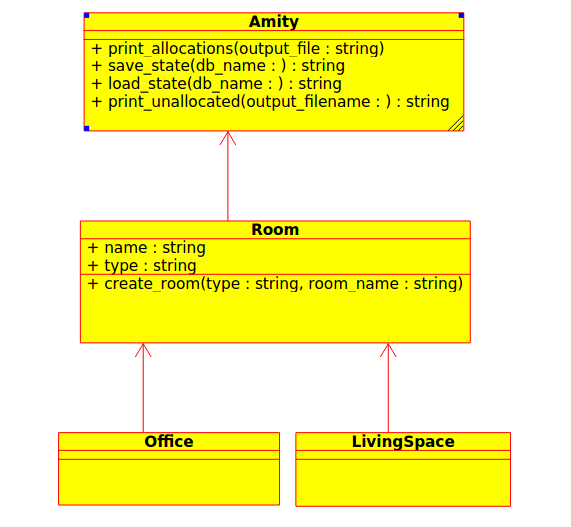 Amity
+ print_allocations(output_file : string)
+ save_state(db_name : ) : string
+ load_state(db_name : ) : string
+ print_unallocated(output_filename : ) : string
Room
+ name : string
+ type : string
+ create_room(type : string, room_name : string)
Office
LivingSpace